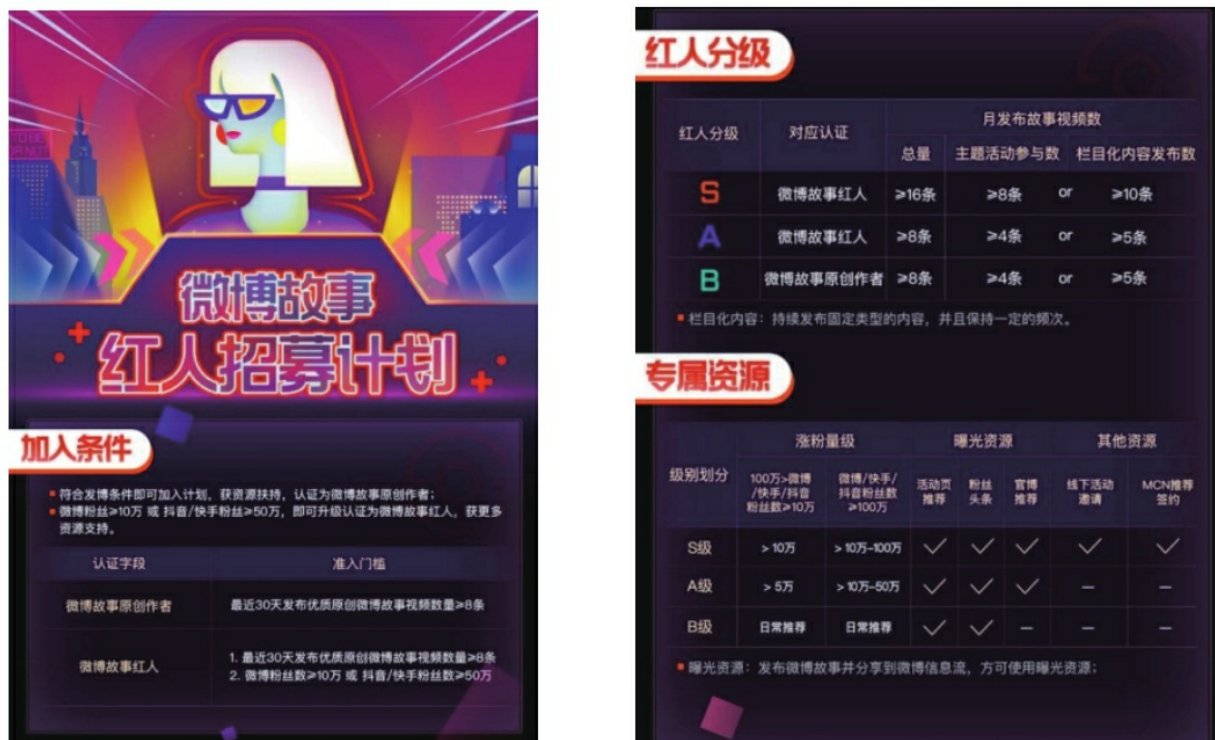 TO BE
OR NOT
微博故事
红人招募计划
加入条件
▪ 符合发博条件即可加入计划，获资源扶持，认证为微博故事原创作者；
▪ 微博粉丝≥10万 或 抖音/快手粉丝≥50万，即可升级认证为微博故事红人，获更多
资源支持。
认证字段 准入门槛
微博故事原创作者 最近30天发布优质原创微博故事视频数量≥8条
微博故事红人
1. 最近30天发布优质原创微博故事视频数量≥8条
2. 微博粉丝数≥10万 或 抖音/快手粉丝数≥50万
红人分级
红人分级 对应认证 月发布故事视频数
总量 主题活动参与数 栏目化内容发布数
S 微博故事红人 ≥16条 ≥8条 or ≥10条
A 微博故事红人 ≥8条 ≥4条 or ≥5条
B 微博故事原创作者 ≥8条 ≥4条 or ≥5条
▪ 栏目化内容：持续发布固定类型的内容，并且保持一定的频次。
专属资源
级别划分 涨粉量级 曝光资源 其他资源
100万>微博
/快手/抖音
粉丝数≥10万
微博/快手/
抖音粉丝数
≥100万
活动页
推荐
粉丝
头条
官博
推荐
线下活动
邀请
MCN推荐
签约
S级 >10万 >10万-100万 ✓ ✓ ✓ ✓ ✓
A级 >5万 >10万-50万 ✓ ✓ ✓ – –
B级 日常推荐 日常推荐 ✓ ✓ – – –
▪ 曝光资源：发布微博故事并分享到微博信息流，方可使用曝光资源；